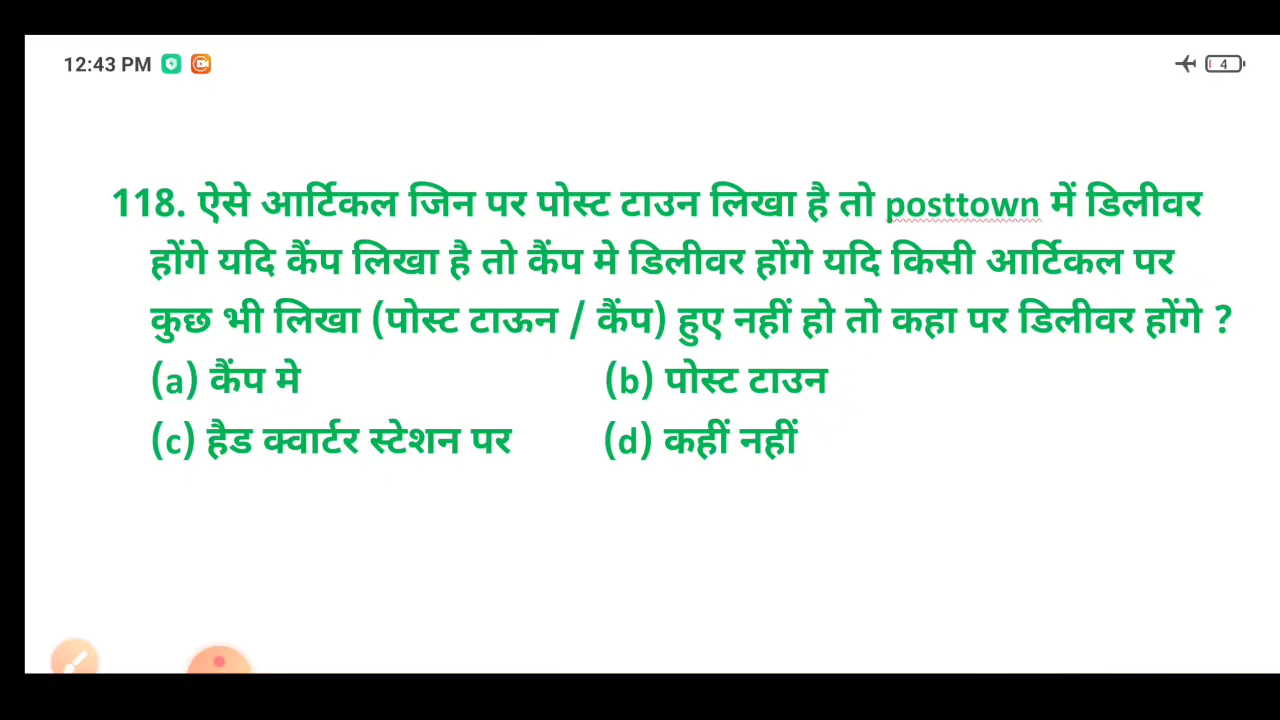 12:43 PM
4
118. ऐसे आर्टिकल जिन पर पोस्ट टाउन लिखा है तो posttown में डिलीवर
होंगे यदि कैंप लिखा है तो कैंप मे डिलीवर होंगे यदि किसी आर्टिकल पर
कुछ भी लिखा (पोस्ट टाऊन / कैंप) हुए नहीं हो तो कहा पर डिलीवर होंगे ?
(a) कैंप मे (b) पोस्ट टाउन
(c) हैड क्वार्टर स्टेशन पर (d) कहीं नहीं